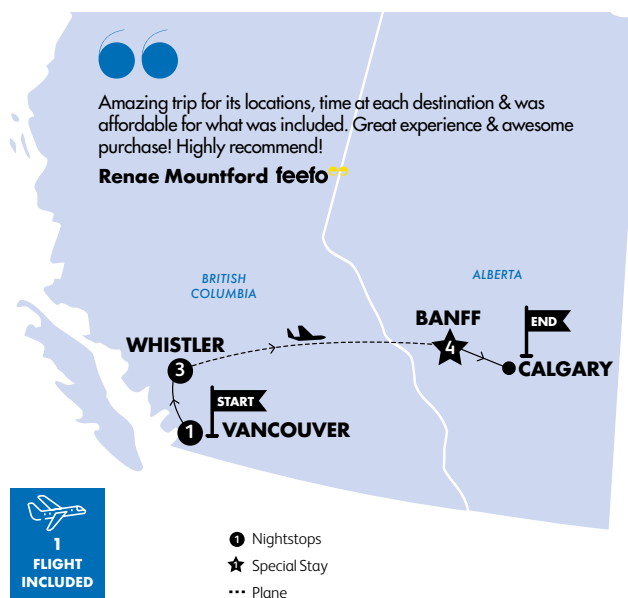 Amazing trip for its locations, time at each destination & was
affordable for what was included. Great experience & awesome
purchase! Highly recommend!
Renae Mountford feefo
BRITISH
COLUMBIA
ALBERTA
BANFF
4
END
CALGARY
WHISTLER
3
START
1
VANCOUVER
1
FLIGHT
INCLUDED
1 Nightstops
1 Special Stay
Plane